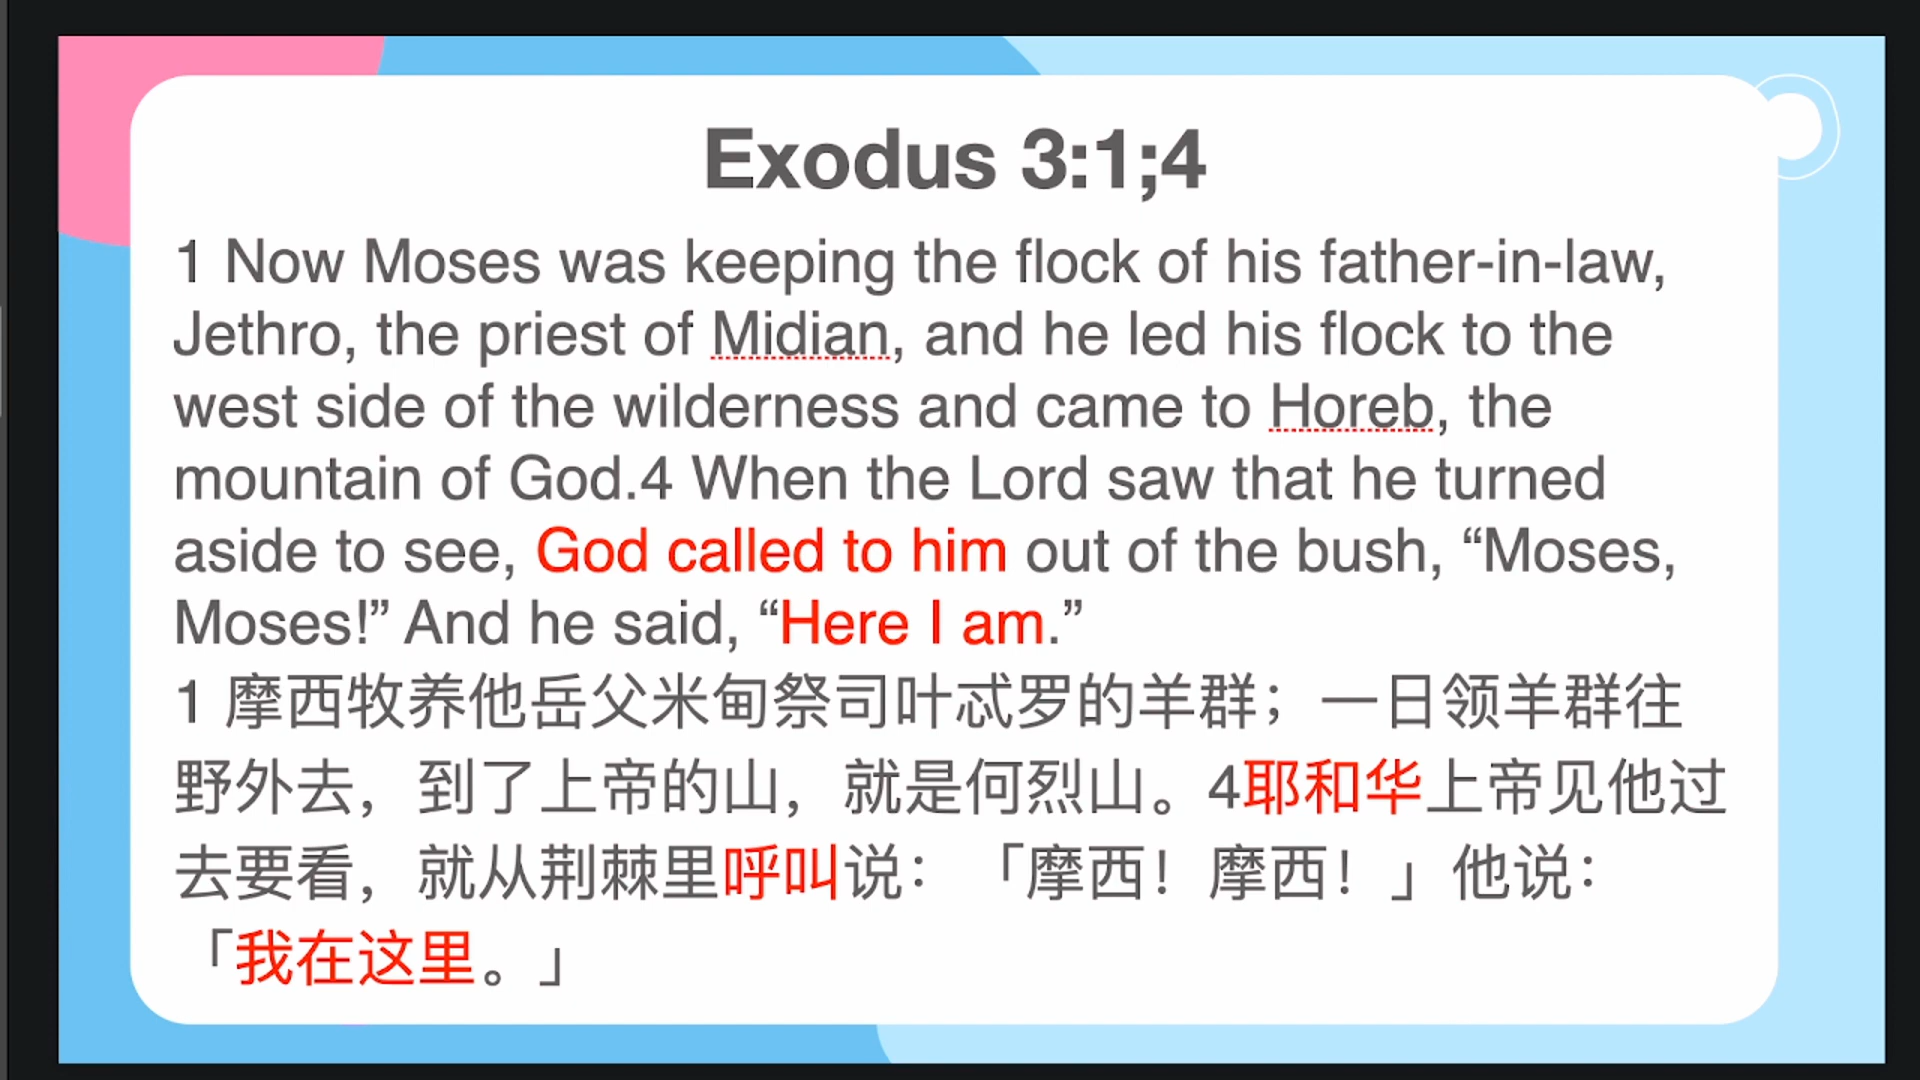 Exodus 3:1;4
1 Now Moses was keeping the flock of his father-in-law,
Jethro, the priest of Midian, and he led his flock to the
west side of the wilderness and came to Horeb, the
mountain of God.4 When the Lord saw that he turned
aside to see, God called to him out of the bush, “Moses,
Moses!” And he said, “Here I am.”
1 摩西牧养他岳父米甸祭司叶忒罗的羊群；一日领羊群往
野外去，到了上帝的山，就是何烈山。4耶和华上帝见他过
去要看，就从荆棘里呼叫说：「摩西！摩西！」他说：
「我在这里。」